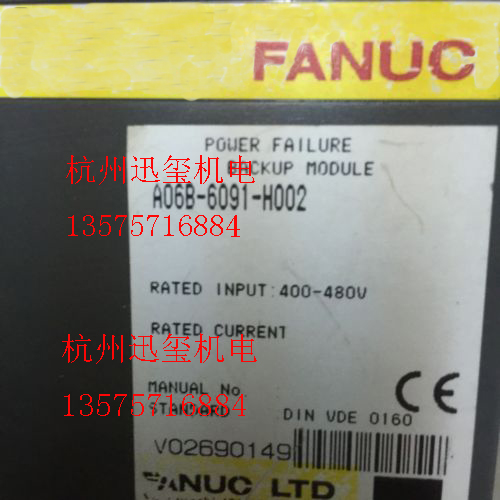 FANUC
POWER FAILURE
BACKUP MODULE
杭州迅玺机电
A06B-6091-H002
13575716884
RATED INPUT:400-480V
RATED CURRENT
杭州迅玺机电
MANUAL No
13575716884
STANDARD DIN VDE 0160
CE
V02690149
FANUC LTD